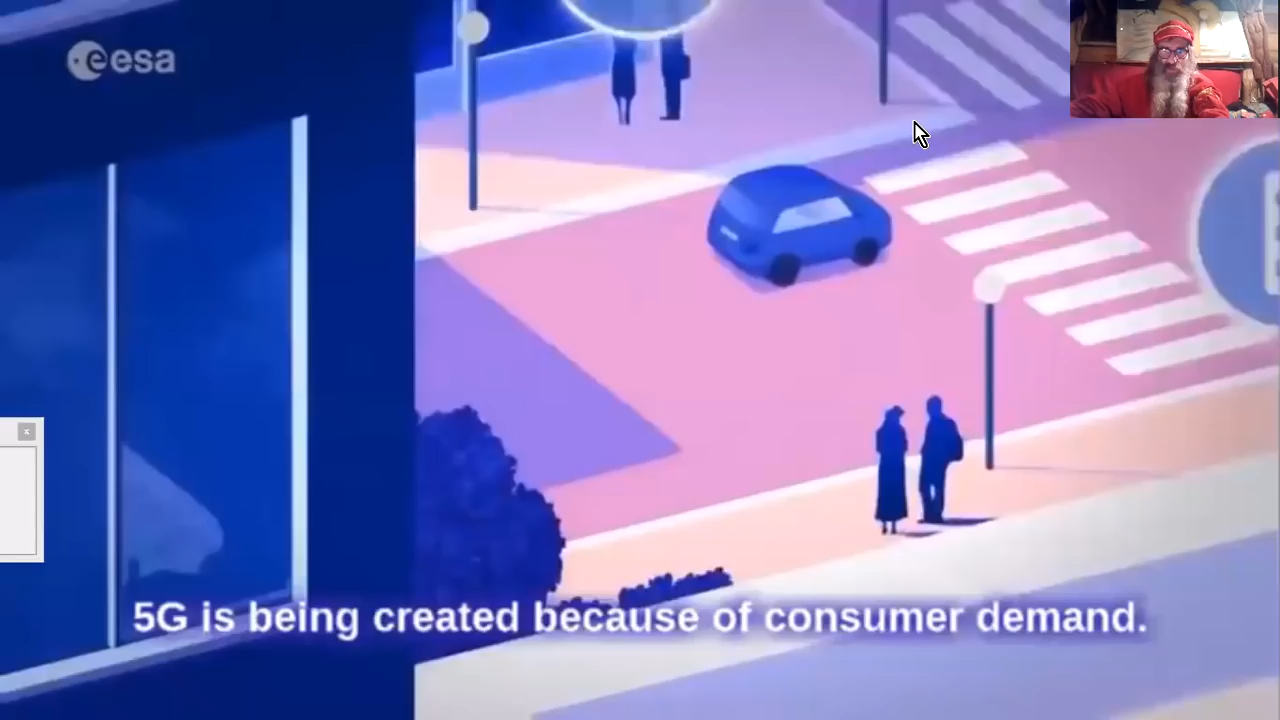 esa
x
5G is being created because of consumer demand.